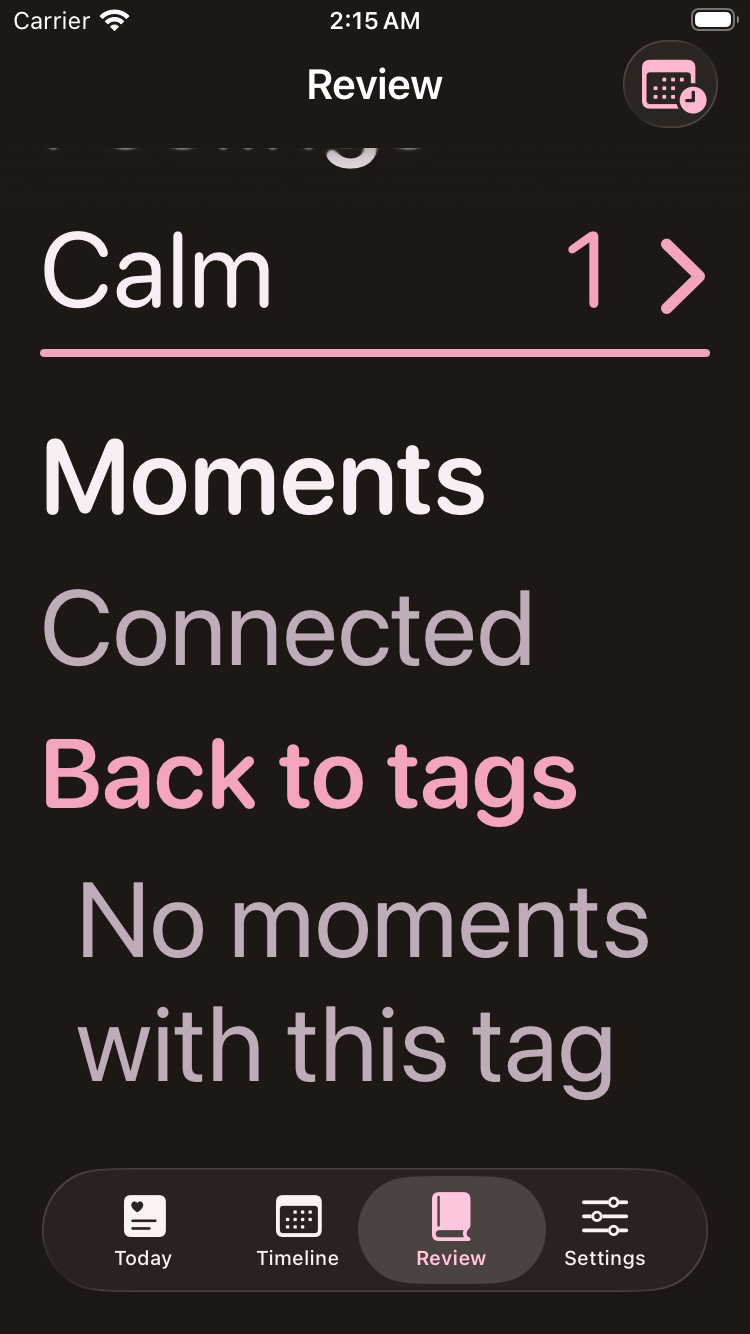 Carrier
2:15 AM
Review
Calm
1
Moments
Connected
Back to tags
No moments
with this tag
Today
Timeline
Review
Settings